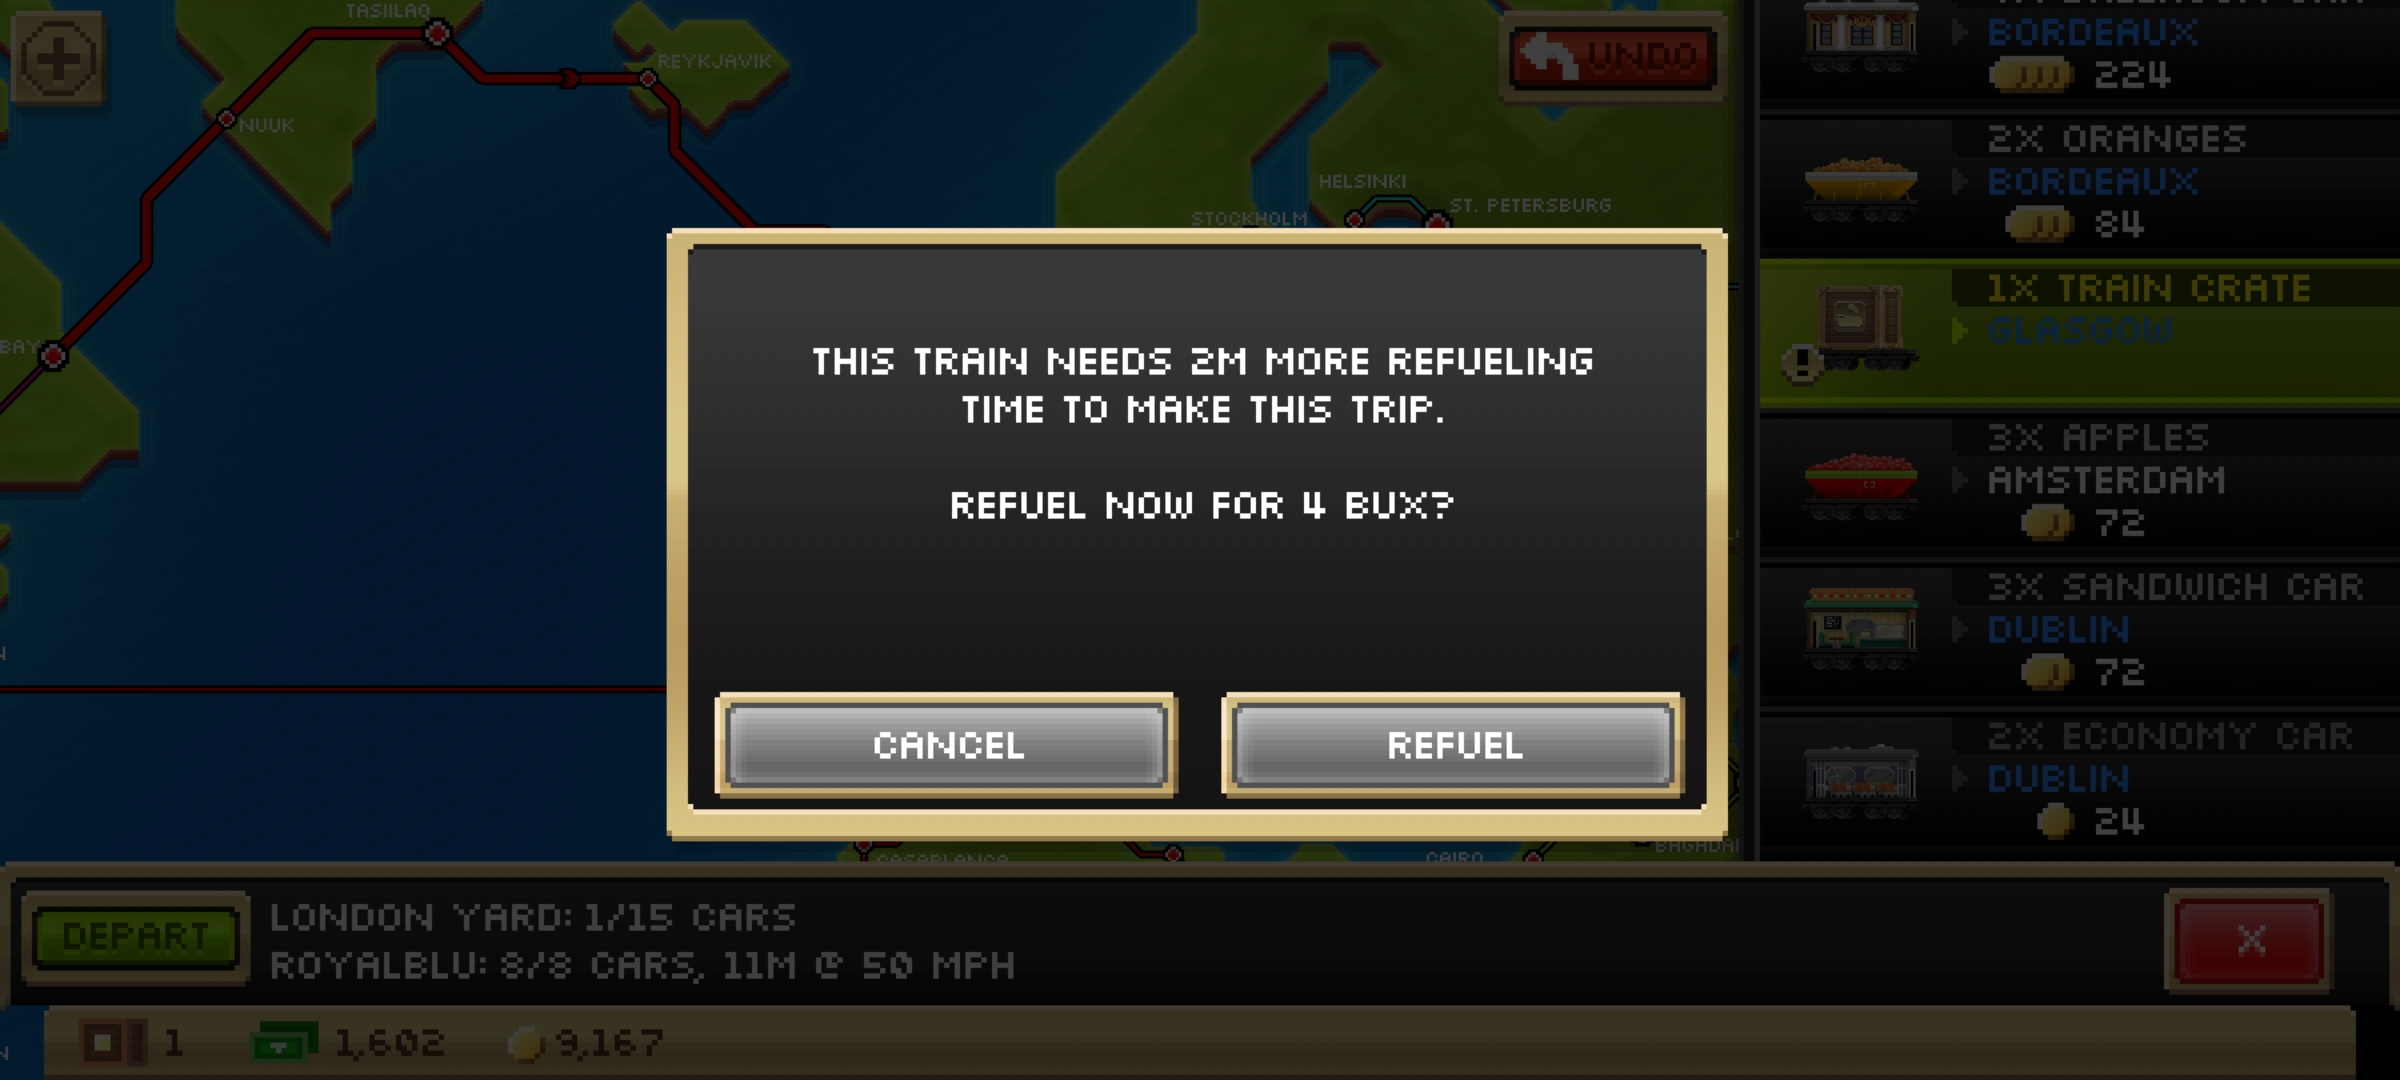 TASIILAQ
REYKJAVIK
NUUK
UNDO
HELSINKI
ST. PETERSBURG
STOCKHOLM
BAY
THIS TRAIN NEEDS 2M MORE REFUELING
TIME TO MAKE THIS TRIP.
REFUEL NOW FOR 4 BUX?
CANCEL
REFUEL
CASABLANCA
CAIRO
BORDEAUX
224
2X ORANGES
BORDEAUX
84
1X TRAIN CRATE
GLASGOW
3X APPLES
AMSTERDAM
72
3X SANDWICH CAR
DUBLIN
72
2X ECONOMY CAR
DUBLIN
24
DEPART
LONDON YARD: 1/15 CARS
ROYALBLU: 8/8 CARS, 11M @ 50 MPH
X
1
1,602
9,167